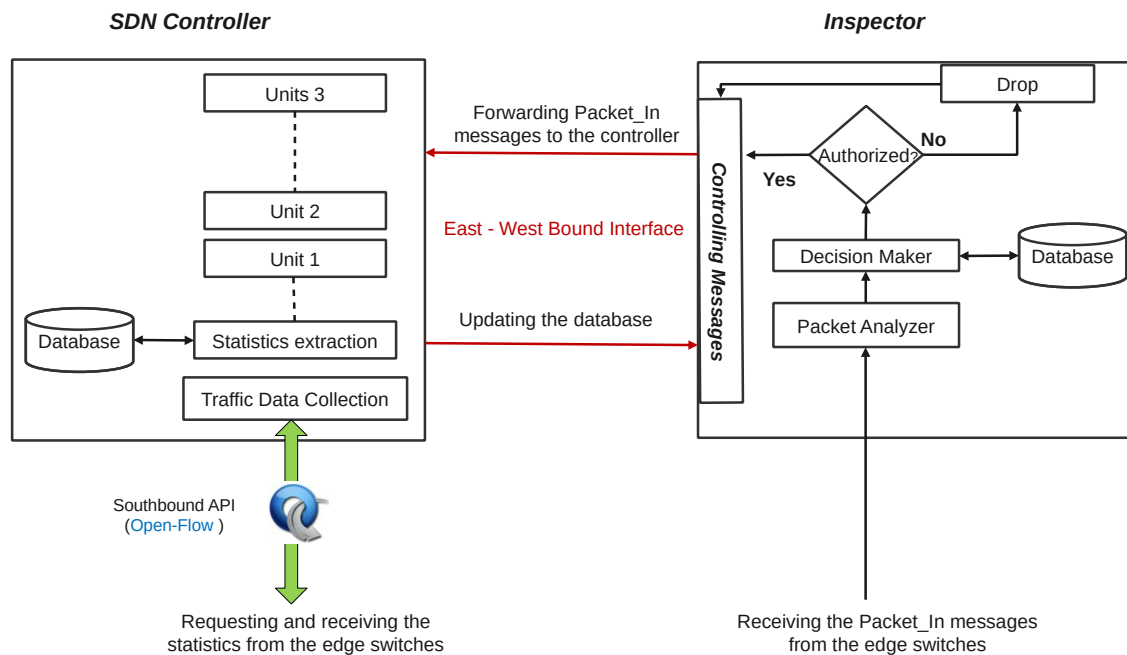 SDN Controller
Inspector
Units 3
Unit 2
Unit 1
Database
Statistics extraction
Traffic Data Collection
Forwarding Packet_In
messages to the controller
East - West Bound Interface
Updating the database
Controlling Messages
Drop
Authorized?
No
Yes
Decision Maker
Database
Packet Analyzer
Southbound API
(Open-Flow )
Requesting and receiving the
statistics from the edge switches
Receiving the Packet_In messages
from the edge switches